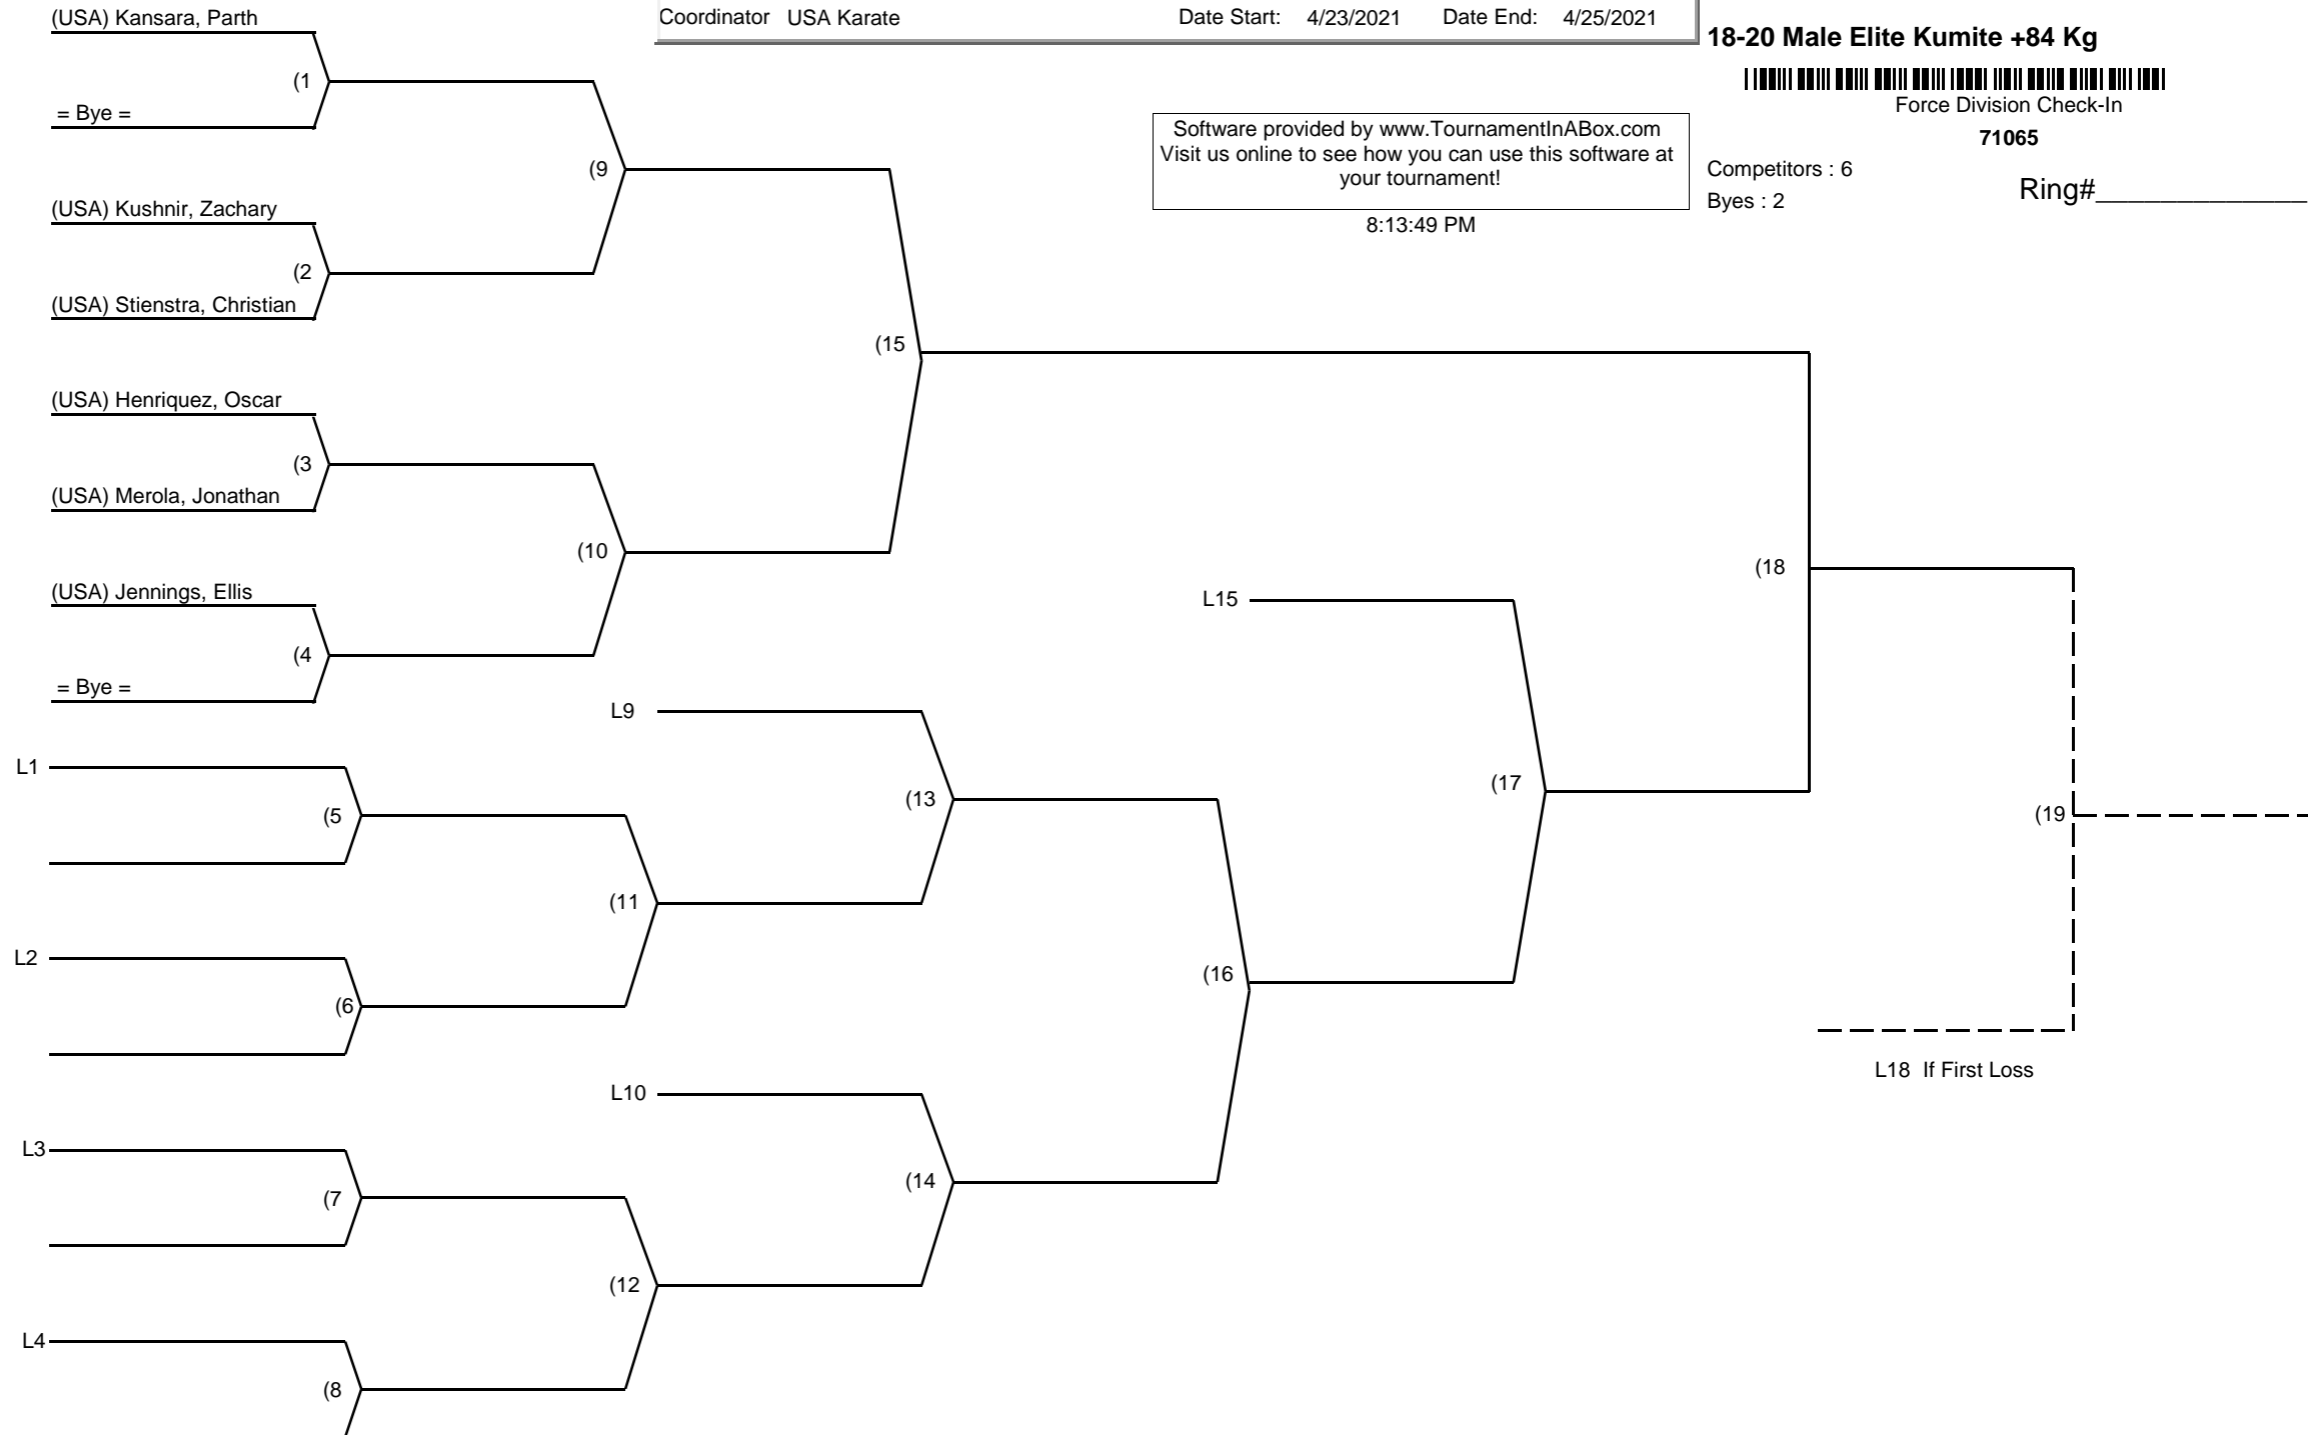 (USA) Kansara, Parth
Coordinator USA Karate Date Start: 4/23/2021 Date End: 4/25/2021
18-20 Male Elite Kumite +84 Kg
(1
= Bye =
Force Division Check-In
71065
Software provided by www.TournamentInABox.com
Visit us online to see how you can use this software at
your tournament!
8:13:49 PM
Competitors : 6
Byes : 2
Ring#_____________
(9
(USA) Kushnir, Zachary
(2
(USA) Stienstra, Christian
(15
(USA) Henriquez, Oscar
(3
(USA) Merola, Jonathan
(10
(18
(USA) Jennings, Ellis
L15
(4
= Bye =
L9
L1
(17
(13
(5
(19
(11
L2
(16
(6
L18 If First Loss
L10
L3
(14
(7
(12
L4
(8